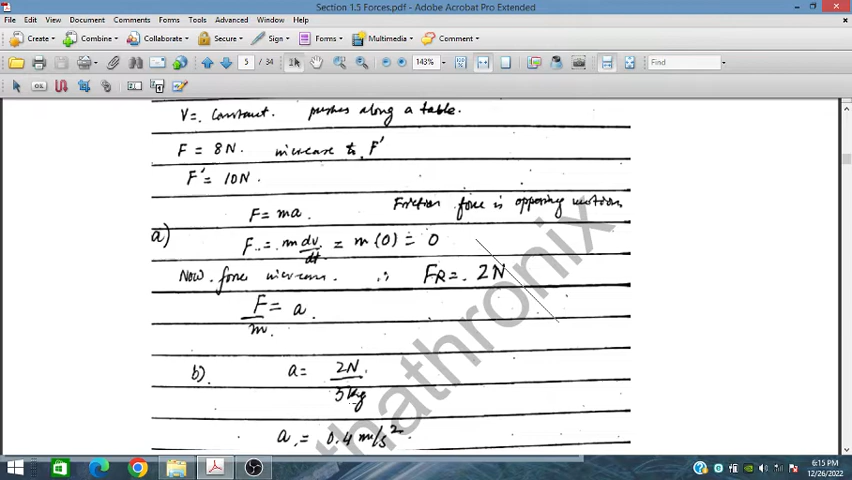 Section 1.5 Forces.pdf - Adobe Acrobat Pro Extended
File Edit View Document Comments Forms Tools Advanced Window Help
Create Combine Collaborate Secure Sign Forms Multimedia Comment
5 / 34 143% Find
V = Constant. pushes along a table.
F = 8N. increase to F'
F' = 10N.
F = ma. Friction force is opposing motion
a)
F = m dv/dt = m (0) = 0
Now force increases. ∴ FR = 2N
F/m = a.
b) a = 2N/5kg
a = 0.4 m/s²
thathronix
6:15 PM
12/26/2022